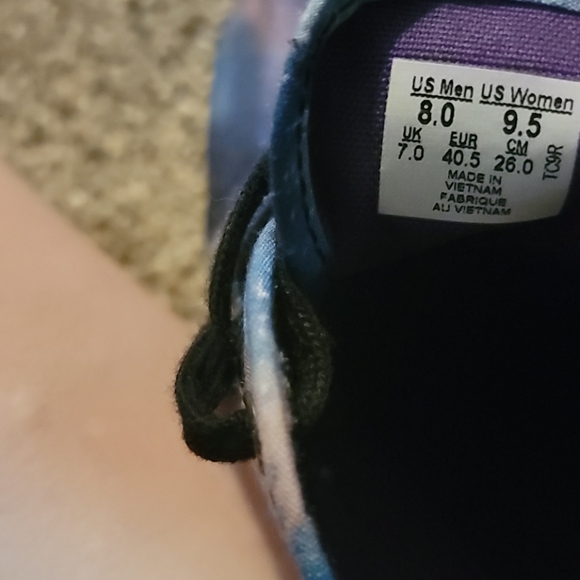 US Men US Women
8.0 9.5
UK EUR CM
7.0 40.5 26.0
MADE IN
VIETNAM
FABRIQUE
AU VIETNAM
TC9R